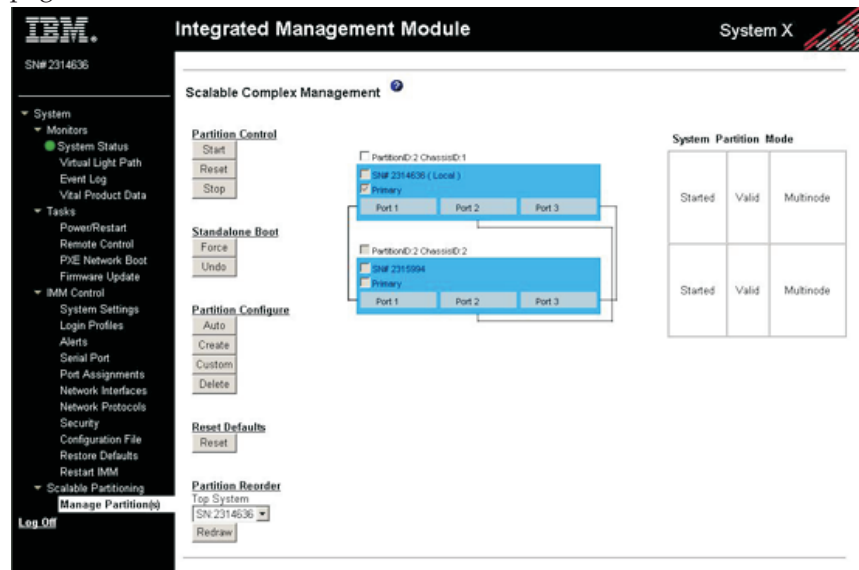 IBM.
Integrated Management Module
System X
SN# 2314636
System
Monitors
System Status
Virtual Light Path
Event Log
Vital Product Data
Tasks
Power/Restart
Remote Control
PXE Network Boot
Firmware Update
IMM Control
System Settings
Login Profiles
Alerts
Serial Port
Port Assignments
Network Interfaces
Network Protocols
Security
Configuration File
Restore Defaults
Restart IMM
Scalable Partitioning
Manage Partition(s)
Log Off
Scalable Complex Management ?
Partition Control
Start
Reset
Stop
Standalone Boot
Force
Undo
Partition Configure
Auto
Create
Custom
Delete
Reset Defaults
Reset
Partition Reorder
Top System
SN:2314636
Redraw
PartitionID:2 ChassisID:1
SN# 2314636 ( Local )
Primary
Port 1 Port 2 Port 3
PartitionID:2 ChassisID:2
SN# 2315994
Primary
Port 1 Port 2 Port 3
System Partition Mode
Started Valid Multinode
Started Valid Multinode